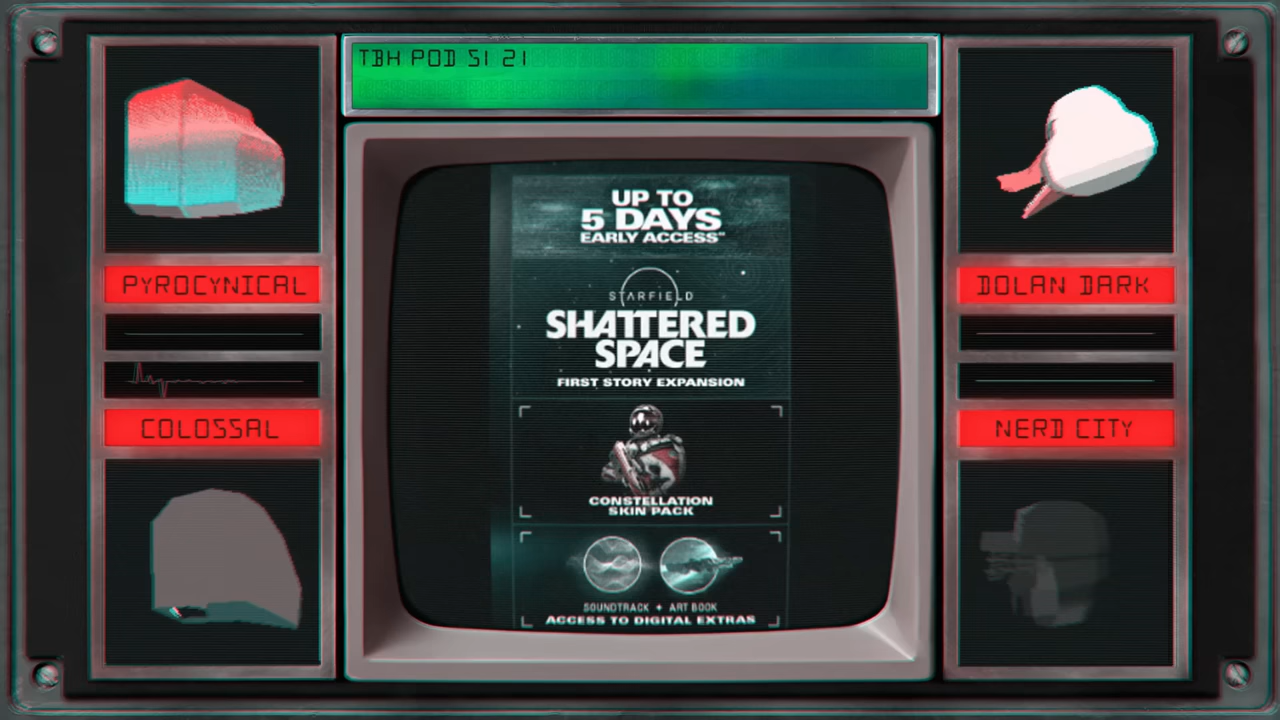 TBH POD S1 21
PYROCYNICAL
COLOSSAL
UP TO
5 DAYS
EARLY ACCESS**
STARFIELD
SHATTERED
SPACE
FIRST STORY EXPANSION
CONSTELLATION
SKIN PACK
SOUNDTRACK + ART BOOK
ACCESS TO DIGITAL EXTRAS
DOLAN DARK
NERD CITY